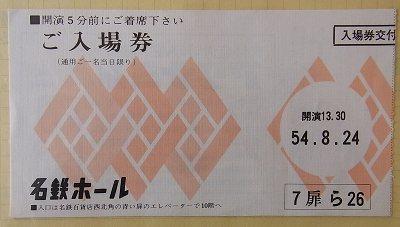 ■開演5分前にご着席下さい
ご入場券
(通用ご一名当日限り)
入場券交付
開演13.30
54.8.24
名鉄ホール
7扉ら26
■入口は名鉄百貨店西北角の青い扉のエレベーターで10階へ